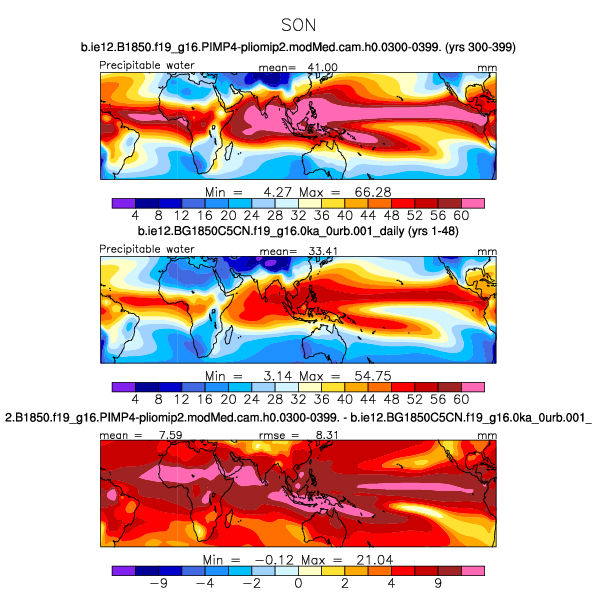 SON
b.ie12.B1850.f19_g16.PIMP4-pliomip2.modMed.cam.h0.0300-0399. (yrs 300-399)
Precipitable water mean= 41.00 mm
Min = 4.27 Max = 66.28
4 8 12 16 20 24 28 32 36 40 44 48 52 56 60
b.ie12.BG1850C5CN.f19_g16.0ka_0urb.001_daily (yrs 1-48)
Precipitable water mean= 33.41 mm
Min = 3.14 Max = 54.75
4 8 12 16 20 24 28 32 36 40 44 48 52 56 60
2.B1850.f19_g16.PIMP4-pliomip2.modMed.cam.h0.0300-0399. - b.ie12.BG1850C5CN.f19_g16.0ka_0urb.001_
mean = 7.59 rmse = 8.31 mm
Min = -0.12 Max = 21.04
-9 -4 -2 0 2 4 9